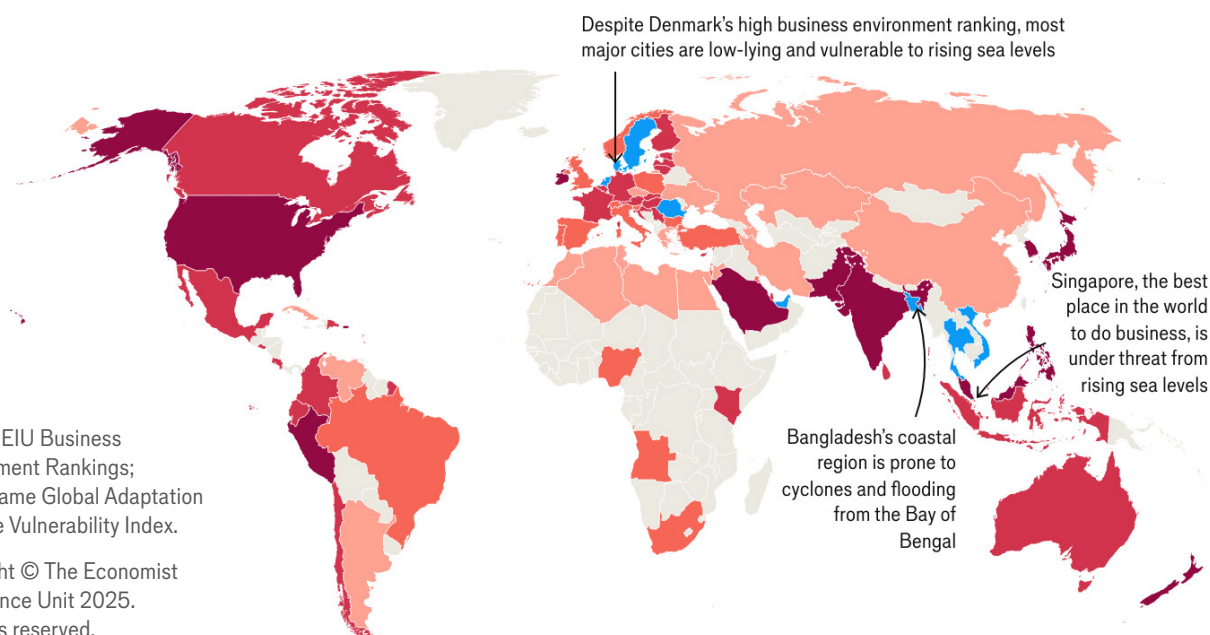 Despite Denmark's high business environment ranking, most
major cities are low-lying and vulnerable to rising sea levels
Singapore, the best
place in the world
to do business, is
under threat from
rising sea levels
Bangladesh's coastal
region is prone to
cyclones and flooding
from the Bay of
Bengal
EIU Business
ment Rankings;
ame Global Adaptation
e Vulnerability Index.
ht © The Economist
nce Unit 2025.
s reserved.